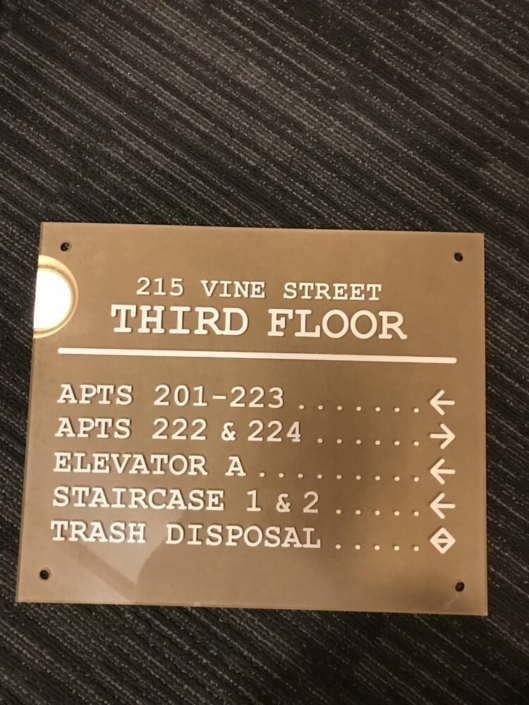 215 VINE STREET
THIRD FLOOR
APTS 201-223.......←
APTS 222 & 224......→
ELEVATOR A.........←
STAIRCASE 1 & 2.....←
TRASH DISPOSAL.....⬄